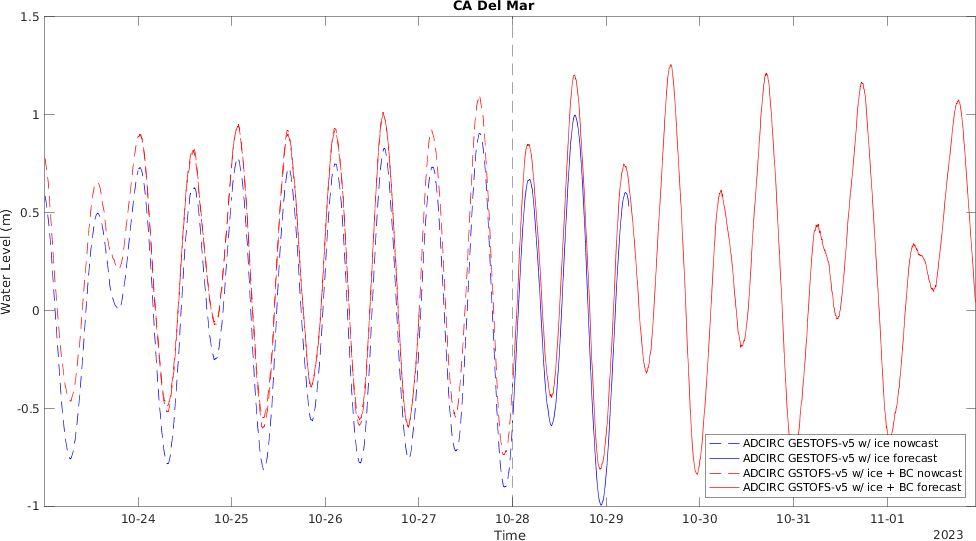 CA Del Mar
1.5
1
0.5
0
-0.5
-1
Water Level (m)
10-24
10-25
10-26
10-27
10-28
10-29
10-30
10-31
11-01
Time
2023
ADCIRC GESTOFS-v5 w/ ice nowcast
ADCIRC GESTOFS-v5 w/ ice forecast
ADCIRC GSTOFS-v5 w/ ice + BC nowcast
ADCIRC GSTOFS-v5 w/ ice + BC forecast